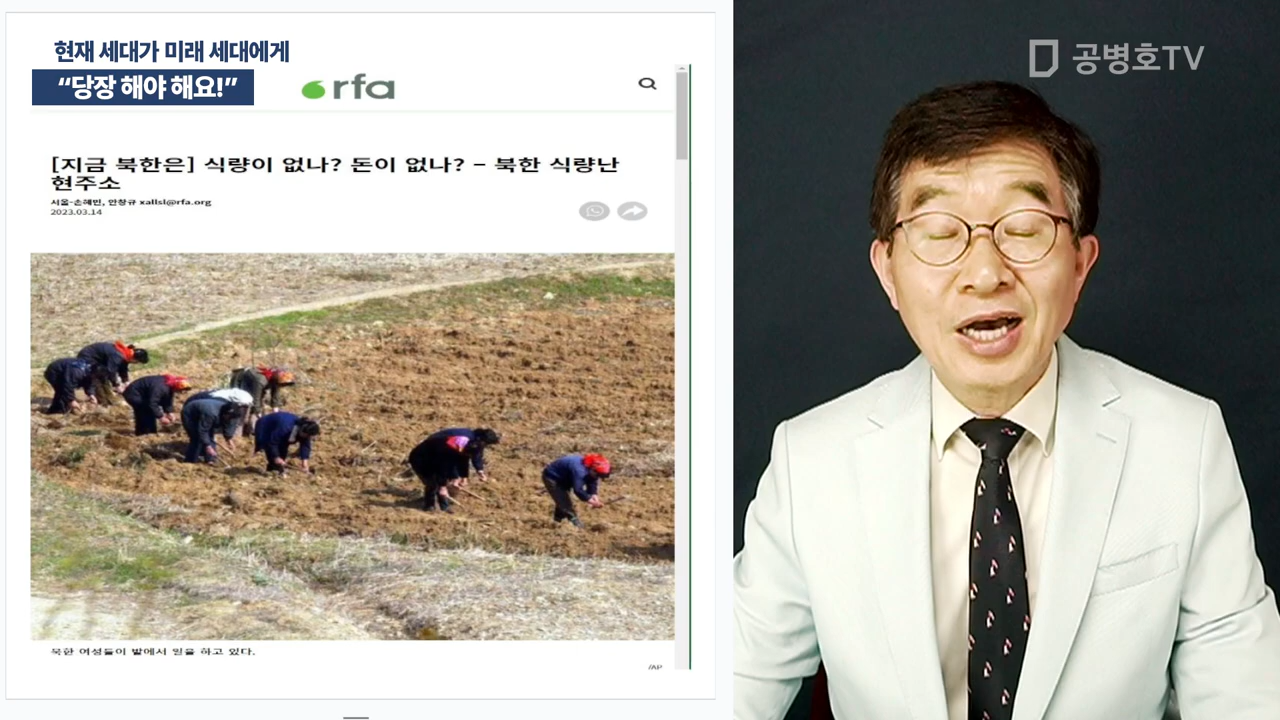 현재 세대가 미래 세대에게
“당장 해야 해요!”
공병호TV
rfa
[지금 북한은] 식량이 없나? 돈이 없나? – 북한 식량난
현주소
서울-손혜민, 안창규 xallsl@rfa.org
2023.03.14
북한 여성들이 밭에서 일을 하고 있다.
/AP